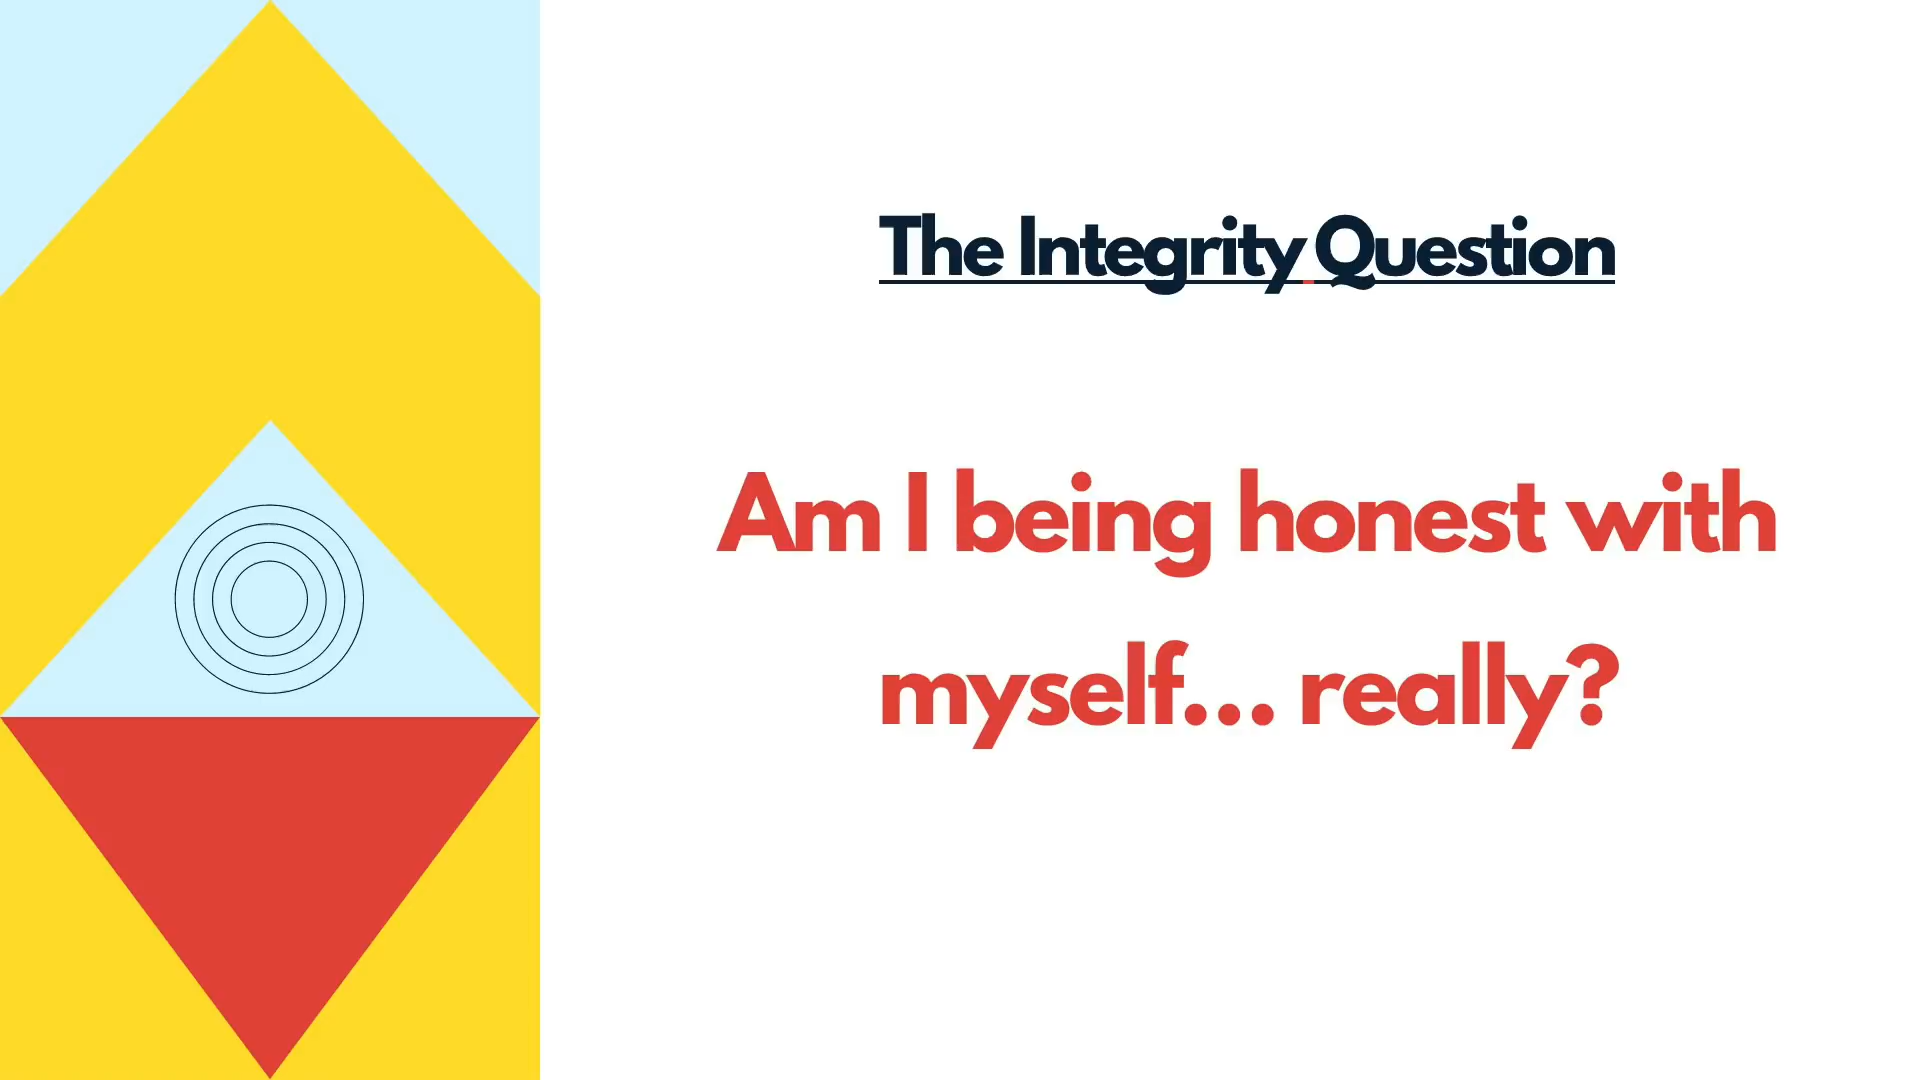 The Integrity Question
Am I being honest with
myself... really?